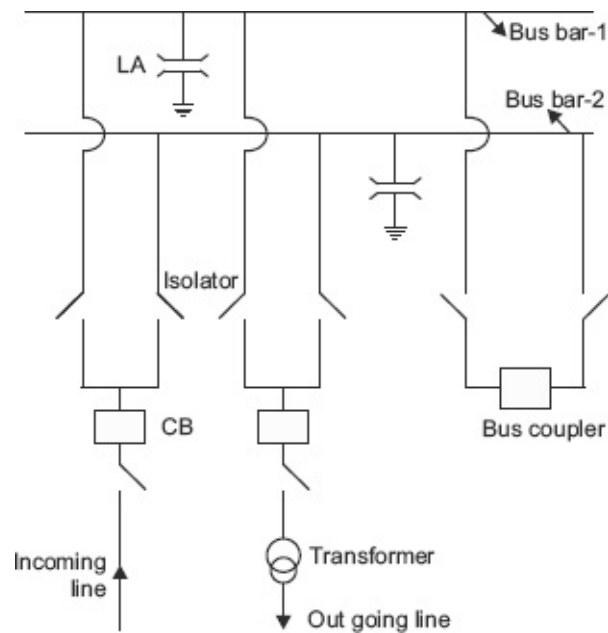 Bus bar-1
LA
Bus bar-2
Isolator
CB
Bus coupler
Incoming
line
Transformer
Out going line